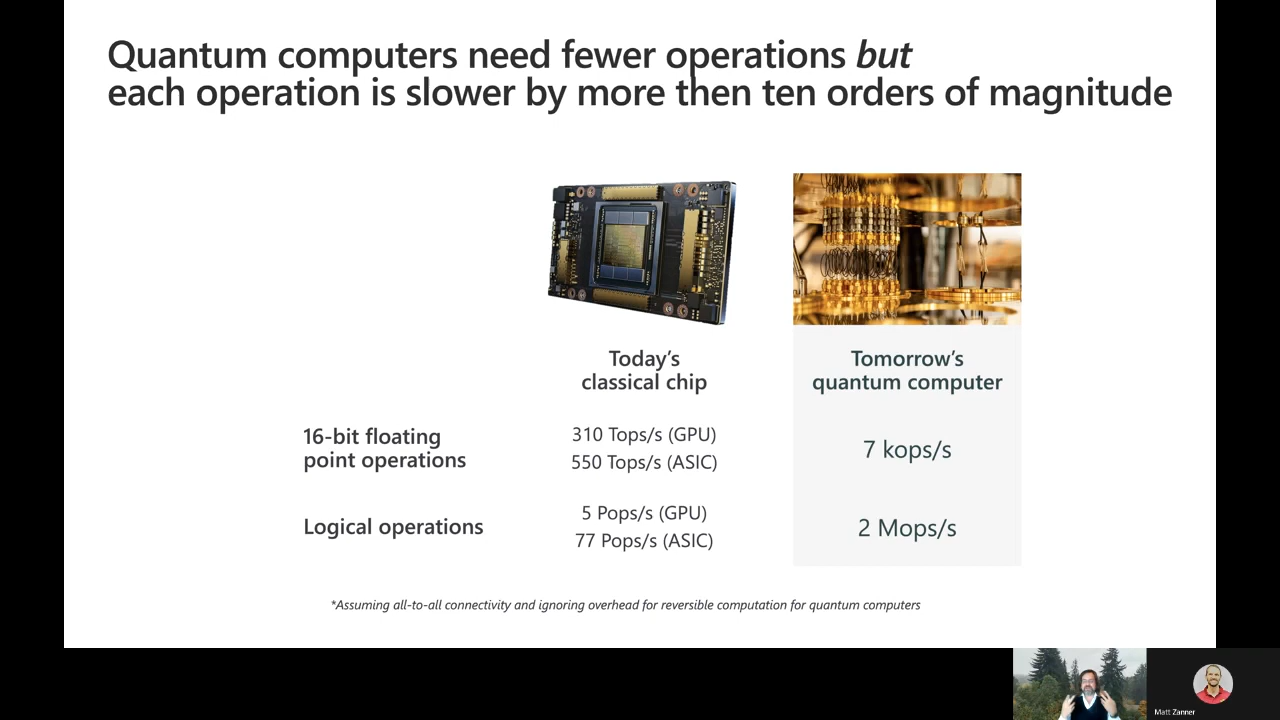 Quantum computers need fewer operations but
each operation is slower by more then ten orders of magnitude
Today's
classical chip
Tomorrow's
quantum computer
16-bit floating
point operations
310 Tops/s (GPU)
550 Tops/s (ASIC)
7 kops/s
Logical operations
5 Pops/s (GPU)
77 Pops/s (ASIC)
2 Mops/s
*Assuming all-to-all connectivity and ignoring overhead for reversible computation for quantum computers
Matt Zanner